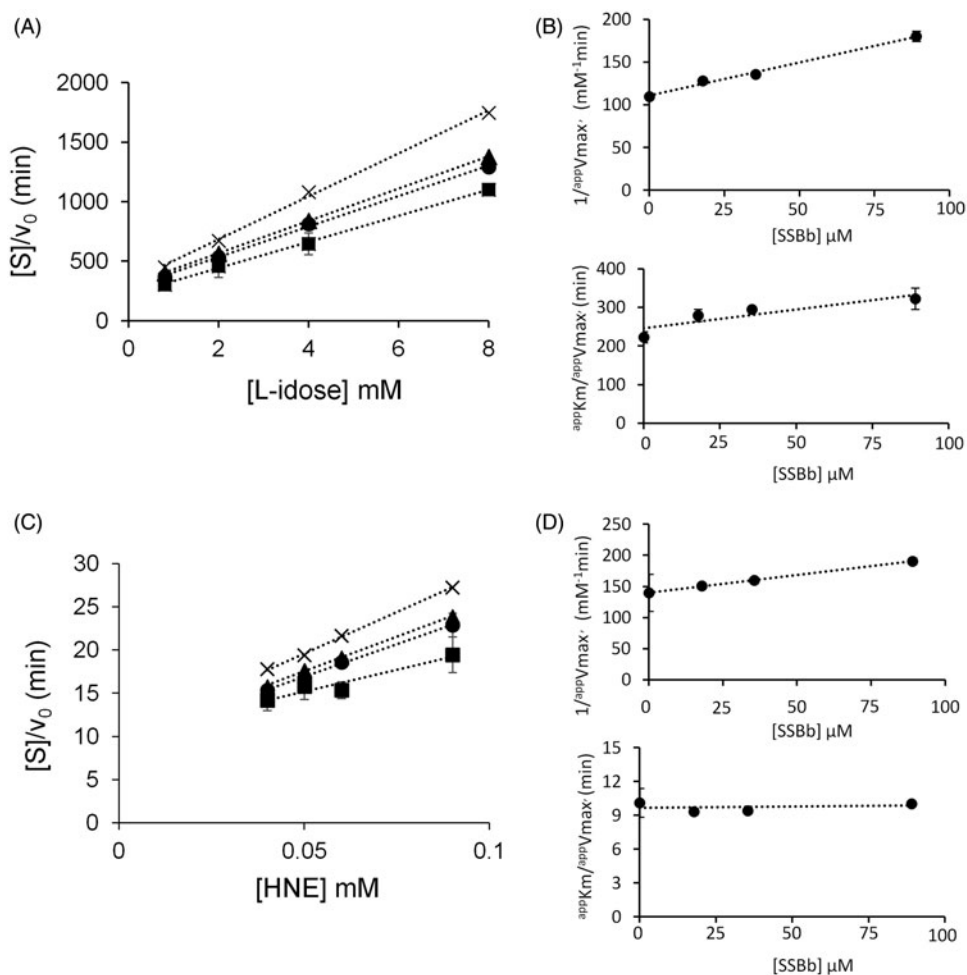 (A)
2000
1500
1000
500
0
0 2 4 6 8
[S]/v₀ (min)
[L-idose] mM
(B)
200
150
100
50
0
0 25 50 75 100
1/ᵃᵖᵖVmax, (mM⁻¹min)
[SSBb] µM
400
300
200
100
0
0 25 50 75 100
ᵃᵖᵖKm/ᵃᵖᵖVmax, (min)
[SSBb] µM
(C)
30
25
20
15
10
5
0
0 0.05 0.1
[S]/v₀ (min)
[HNE] mM
(D)
250
200
150
100
50
0
0 25 50 75 100
1/ᵃᵖᵖVmax, (mM⁻¹min)
[SSBb] µM
15
12
9
6
3
0
0 25 50 75 100
ᵃᵖᵖKm/ᵃᵖᵖVmax, (min)
[SSBb] µM